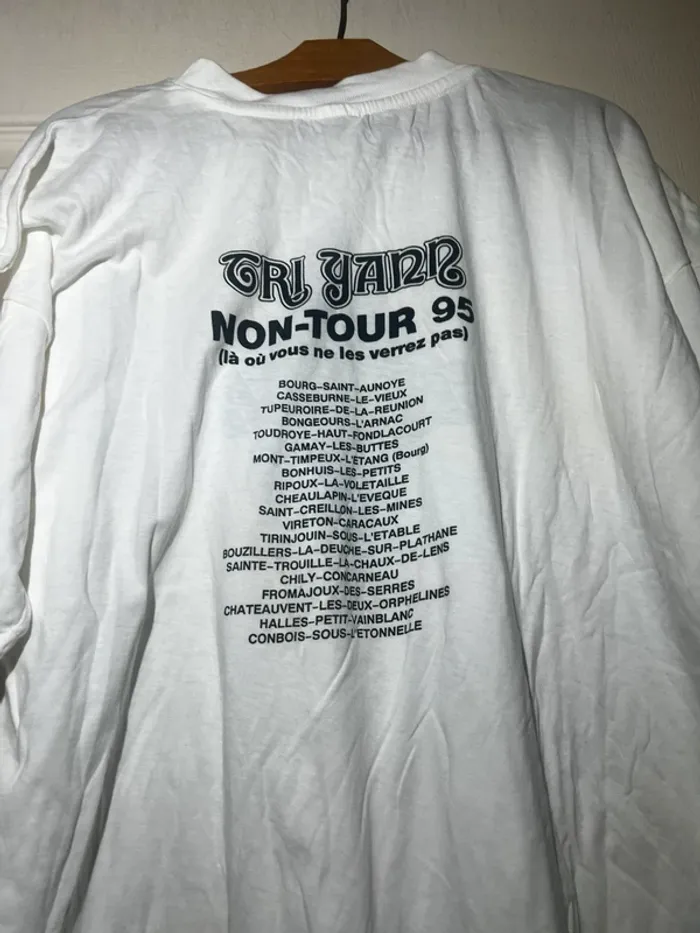 TRI YANN
NON-TOUR 95
(là où vous ne les verrez pas)
BOURG-SAINT-AUNOYE
CASSEBURNE-LE-VIEUX
TUPEUROIRE-DE-LA-REUNION
BONGEOURS-L'ARNAC
TOUDROYE-HAUT-FONDLACOURT
GAMAY-LES-BUTTES
MONT-TIMPEUX-L'ETANG (Bourg)
BONHUIS-LES-PETITS
RIPOUX-LA-VOLETAILLE
CHEAULAPIN-L'EVEQUE
SAINT-CREILLON-LES-MINES
VIRETON-CARACAUX
TIRINJOUIN-SOUS-L'ETABLE
BOUZILLERS-LA-DEUCHE-SUR-PLATHANE
SAINTE-TROUILLE-LA-CHAUX-DE-LENS
CHILY-CONCARNEAU
FROMAJOUX-DES-SERRES
CHATEAUVENT-LES-DEUX-ORPHELINES
HALLES-PETIT-VAINBLANC
CONBOIS-SOUS-L'ETONNELLE